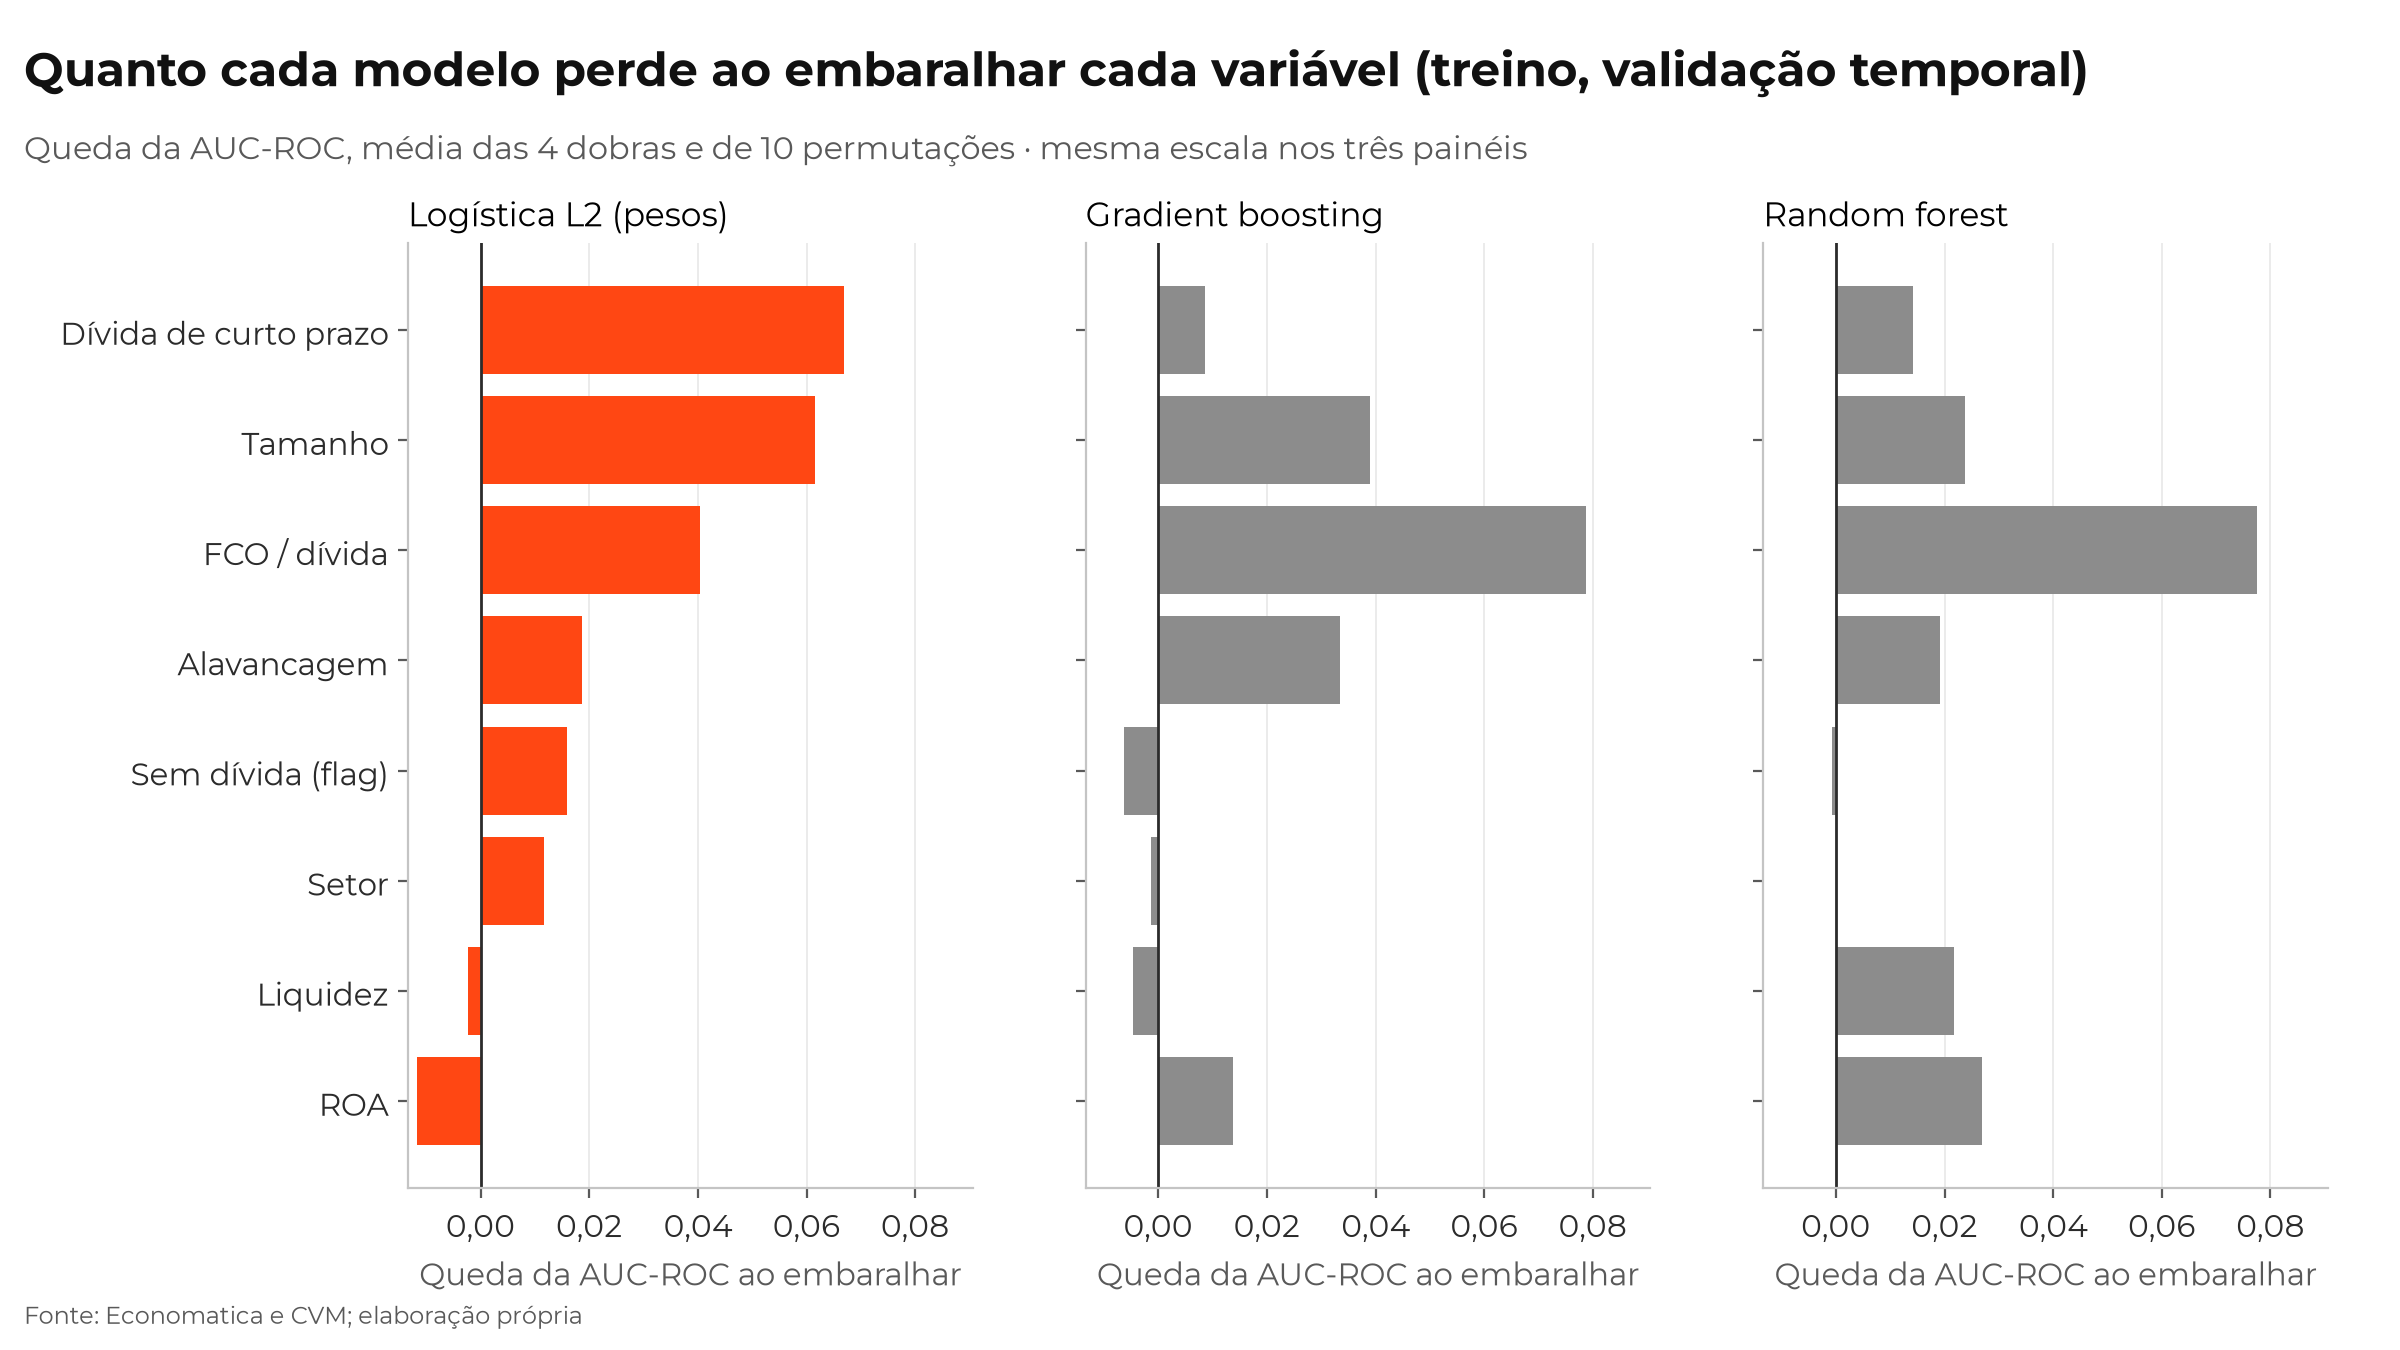 Quanto cada modelo perde ao embaralhar cada variável (treino, validação temporal)
Queda da AUC-ROC, média das 4 dobras e de 10 permutações · mesma escala nos três painéis
Logística L2 (pesos)
Gradient boosting
Random forest
Dívida de curto prazo
Tamanho
FCO / dívida
Alavancagem
Sem dívida (flag)
Setor
Liquidez
ROA
0,00 0,02 0,04 0,06 0,08
0,00 0,02 0,04 0,06 0,08
0,00 0,02 0,04 0,06 0,08
Queda da AUC-ROC ao embaralhar
Queda da AUC-ROC ao embaralhar
Queda da AUC-ROC ao embaralhar
Fonte: Economatica e CVM; elaboração própria